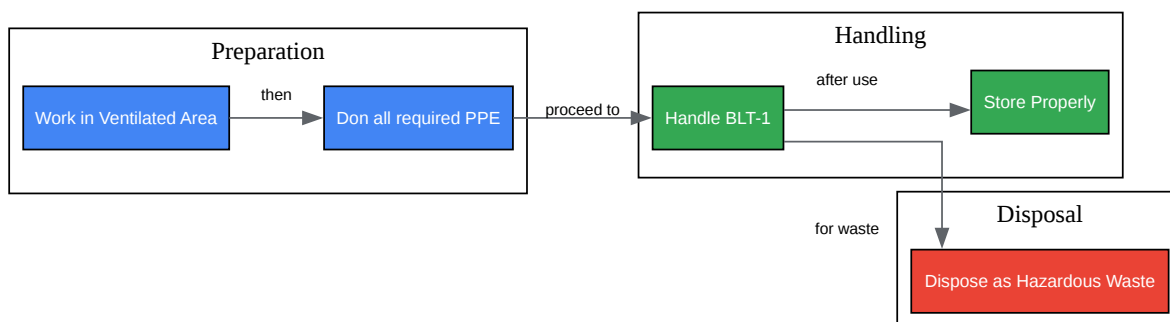 Preparation
Work in Ventilated Area
then
Don all required PPE
proceed to
Handling
Handle BLT-1
after use
Store Properly
for waste
Disposal
Dispose as Hazardous Waste